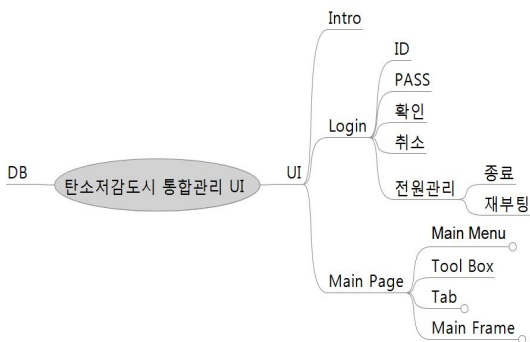 DB
탄소저감도시 통합관리 UI
UI
Intro
Login
ID
PASS
확인
취소
전원관리
종료
재부팅
Main Page
Main Menu
Tool Box
Tab
Main Frame